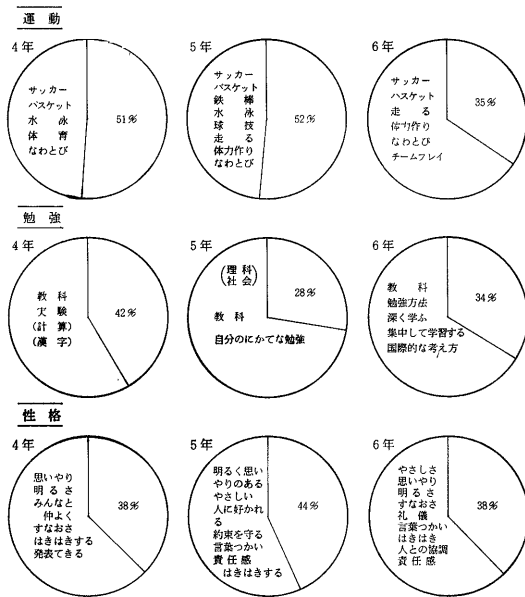 運動
4年
サッカー
バスケット
水泳
体育
なわとび
51%
5年
サッカー
バスケット
鉄棒
水泳
球技
走る
体力作り
なわとび
52%
6年
サッカー
ハスケット
走る
体力作り
なわとび
チームフレイ
35%
勉強
4年
教科
実験
(計算)
(漢字)
42%
5年
(理科
社会)
教科
自分のにかてな勉強
28%
6年
教科
勉強方法
深く学ぶ
集中して学習する
国際的な考え方
34%
性格
4年
思いやり
明るさ
みんなと
仲よく
すなおさ
はきはきする
発表てきる
38%
5年
明るく思い
やりのある
やさしい
人に好かれ
る
約束を守る
言葉つかい
責任感
はきはきする
44%
6年
やさしさ
思いやり
明るさ
すなおさ
礼儀
言葉つかい
はきはき
人との協調
責任感
38%